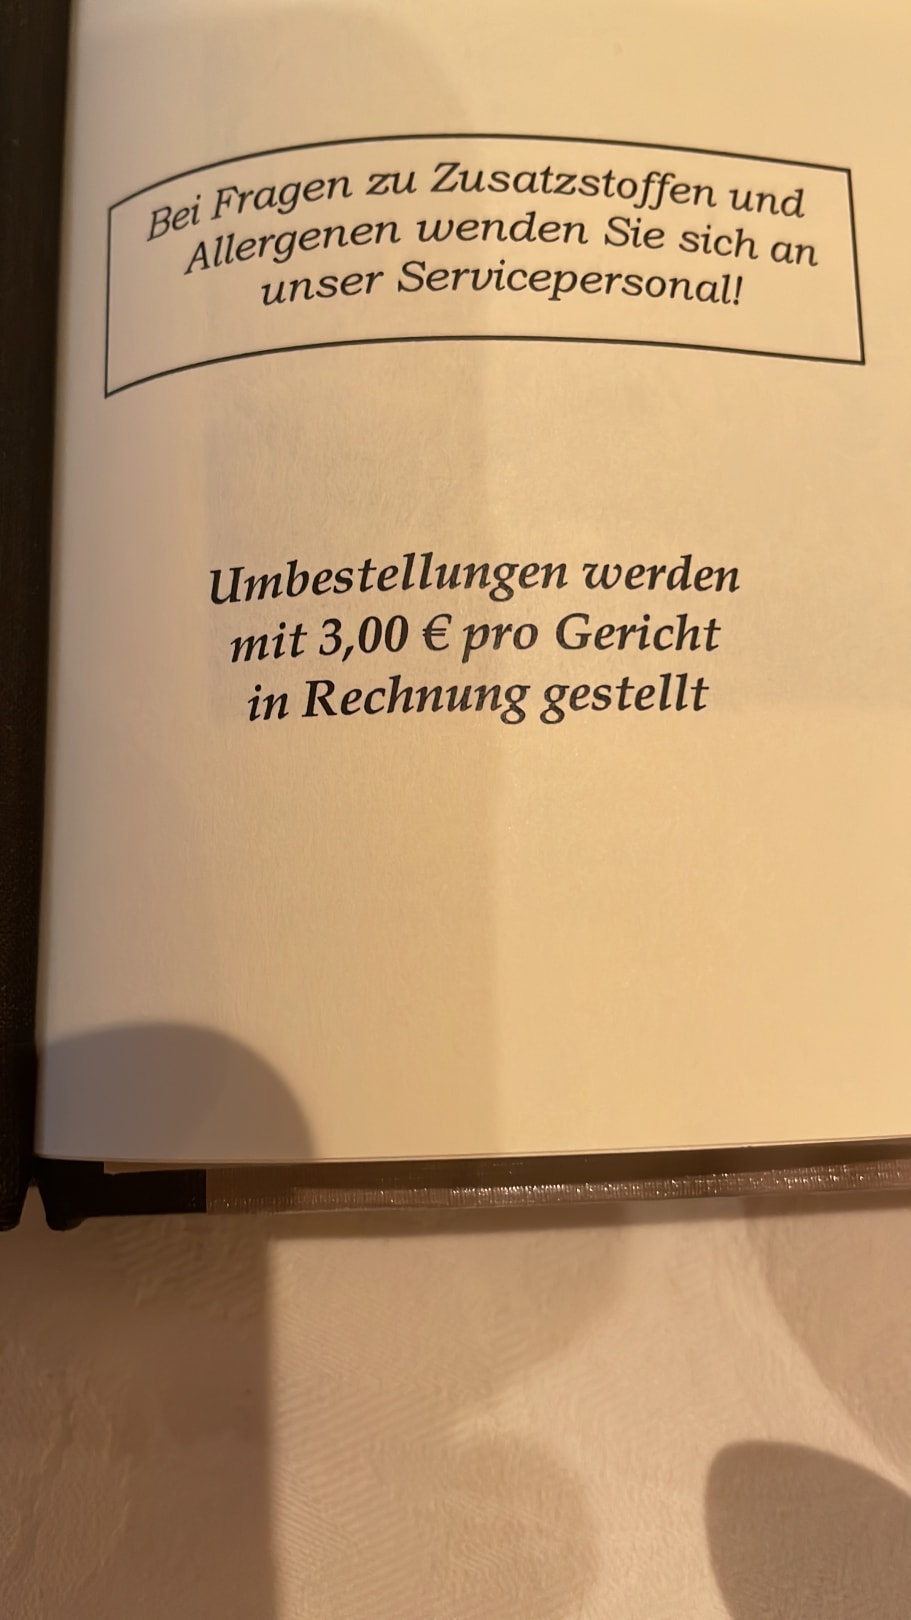 Bei Fragen zu Zusatzstoffen und
Allergenen wenden Sie sich an
unser Servicepersonal!
Umbestellungen werden
mit 3,00 € pro Gericht
in Rechnung gestellt